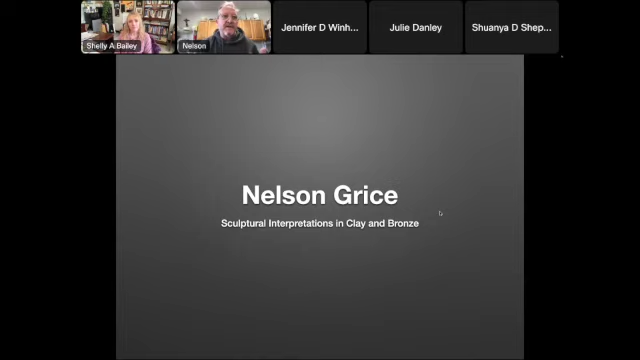 Shelly A Bailey
Nelson
Jennifer D Winh...
Julie Danley
Shuanya D Shep...
Nelson Grice
Sculptural Interpretations in Clay and Bronze